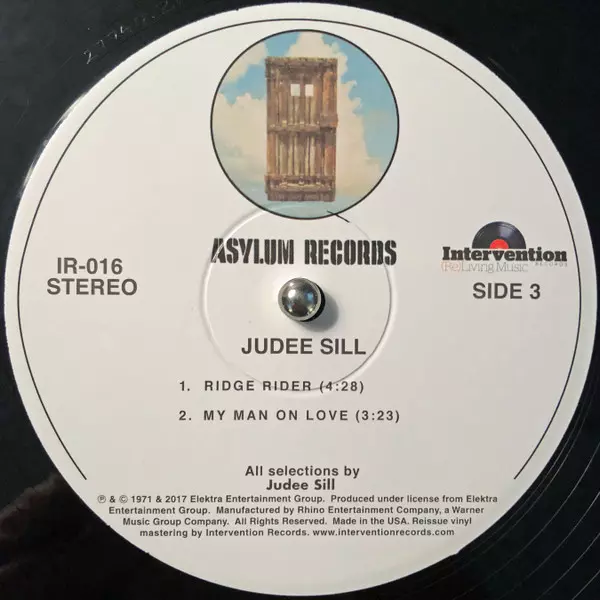 ASYLUM RECORDS
IR-016
STEREO
Intervention
(Re)Living Music RECORDS
SIDE 3
JUDEE SILL
1. RIDGE RIDER (4:28)
2. MY MAN ON LOVE (3:23)
All selections by
Judee Sill
℗ & © 1971 & 2017 Elektra Entertainment Group. Produced under license from Elektra
Entertainment Group. Manufactured by Rhino Entertainment Company, a Warner
Music Group Company. All Rights Reserved. Made in the USA. Reissue vinyl
mastering by Intervention Records. www.interventionrecords.com